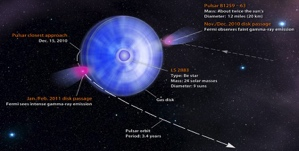 Pulsar B1259 – 63
Mass: About twice the sun's
Diameter: 12 miles (20 km)
Nov./Dec. 2010 disk passage
Fermi observes faint gamma-ray emission
Pulsar closest approach
Dec. 15, 2010
LS 2883
Type: Be star
Mass: 24 solar masses
Diameter: 9 suns
Gas disk
Jan./Feb. 2011 disk passage
Fermi sees intense gamma-ray emission
Pulsar orbit
Period: 3.4 years